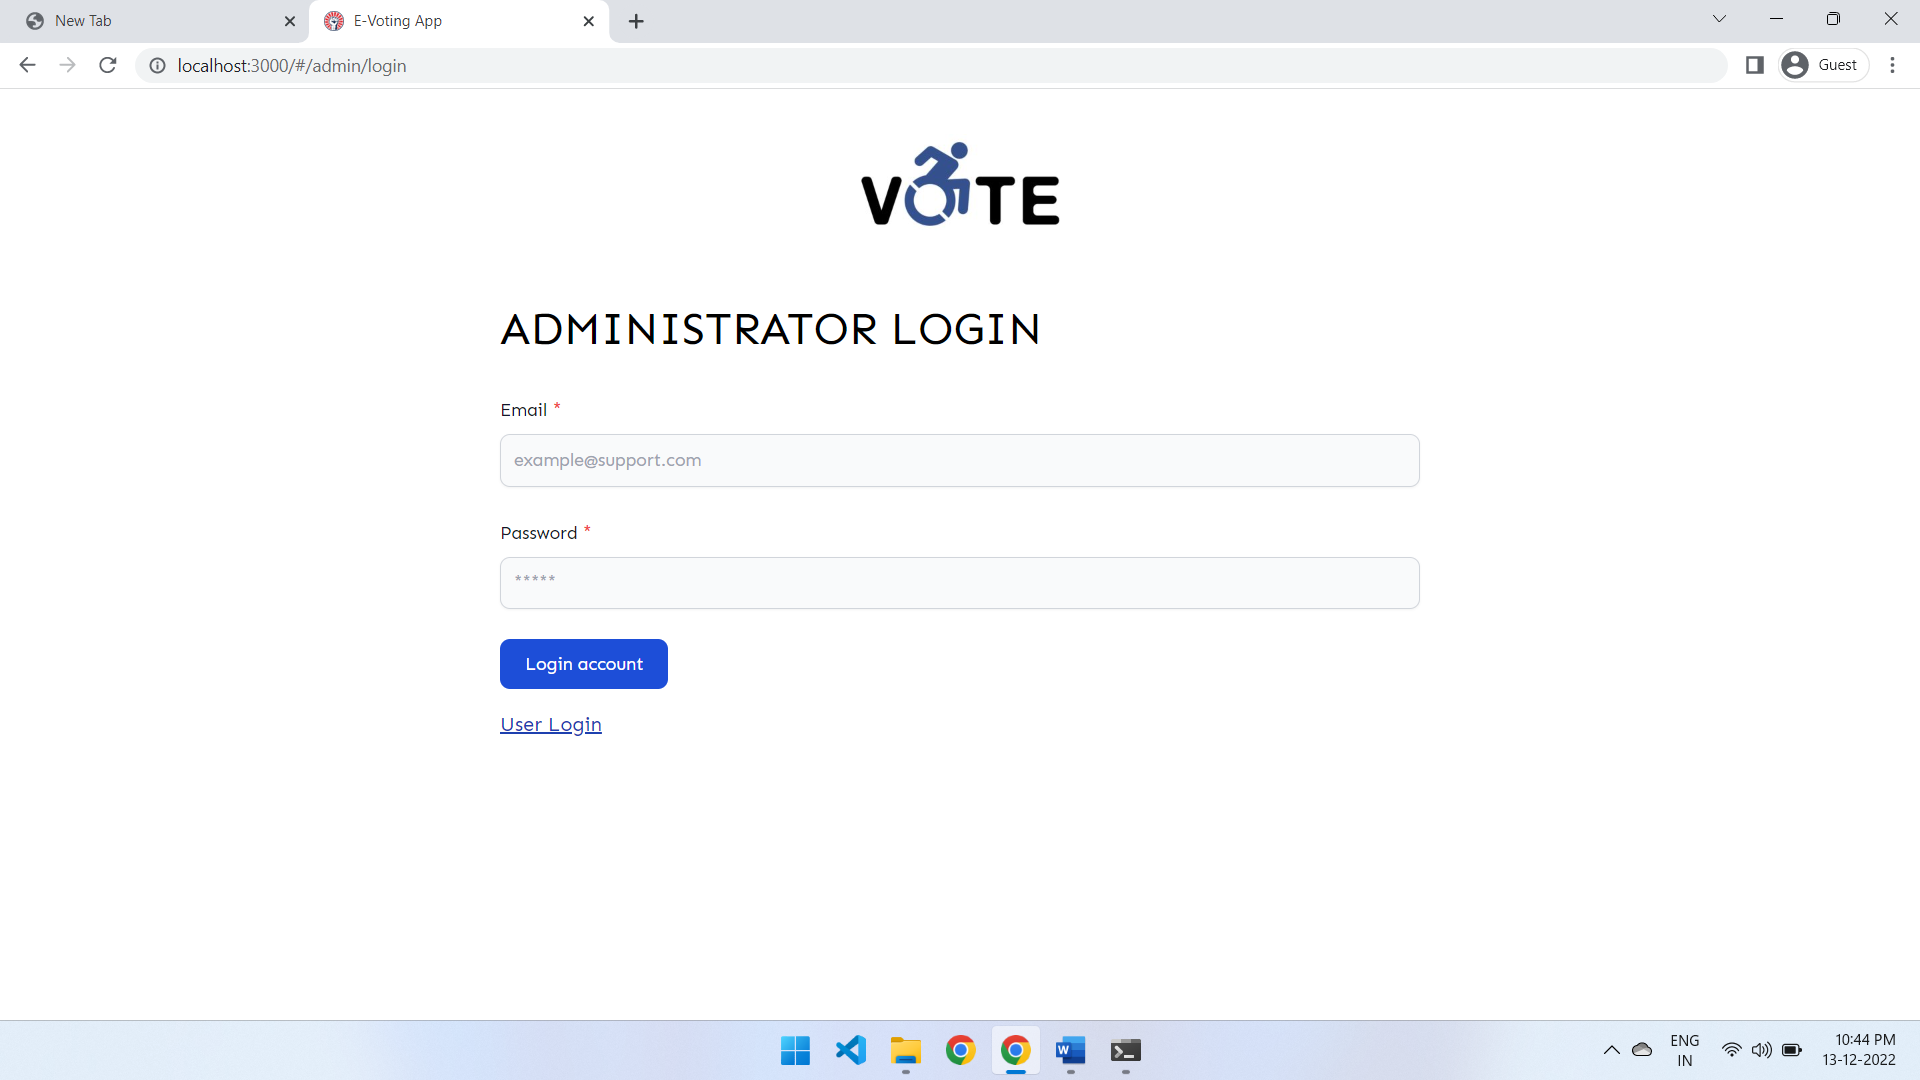 New Tab
E-Voting App
localhost:3000/#/admin/login
Guest
VOTE
ADMINISTRATOR LOGIN
Email *
example@support.com
Password *
*****
Login account
User Login
ENG
IN
10:44 PM
13-12-2022